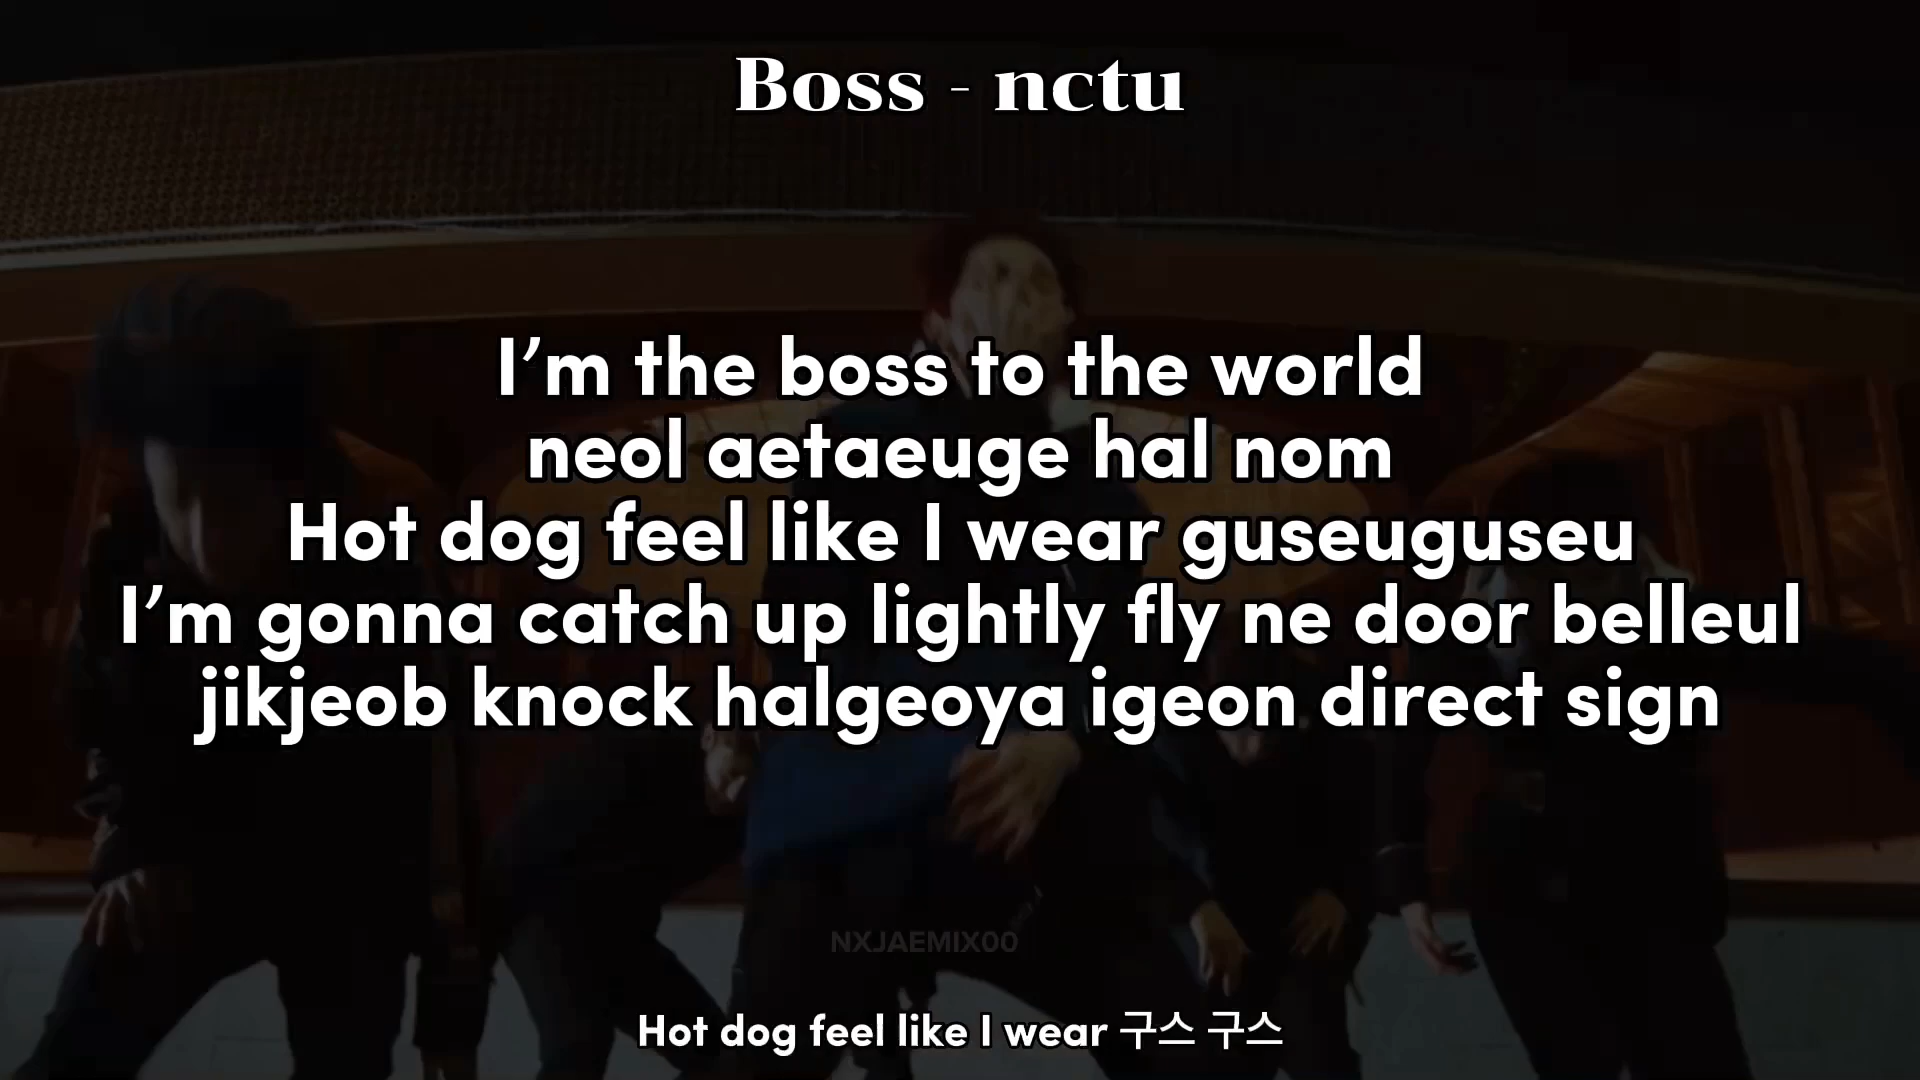 Boss - nctu
I’m the boss to the world
neol aetaeuge hal nom
Hot dog feel like I wear guseuguseu
I’m gonna catch up lightly fly ne door belleul
jikjeob knock halgeoya igeon direct sign
NXJAEMIX00
Hot dog feel like I wear 구스 구스